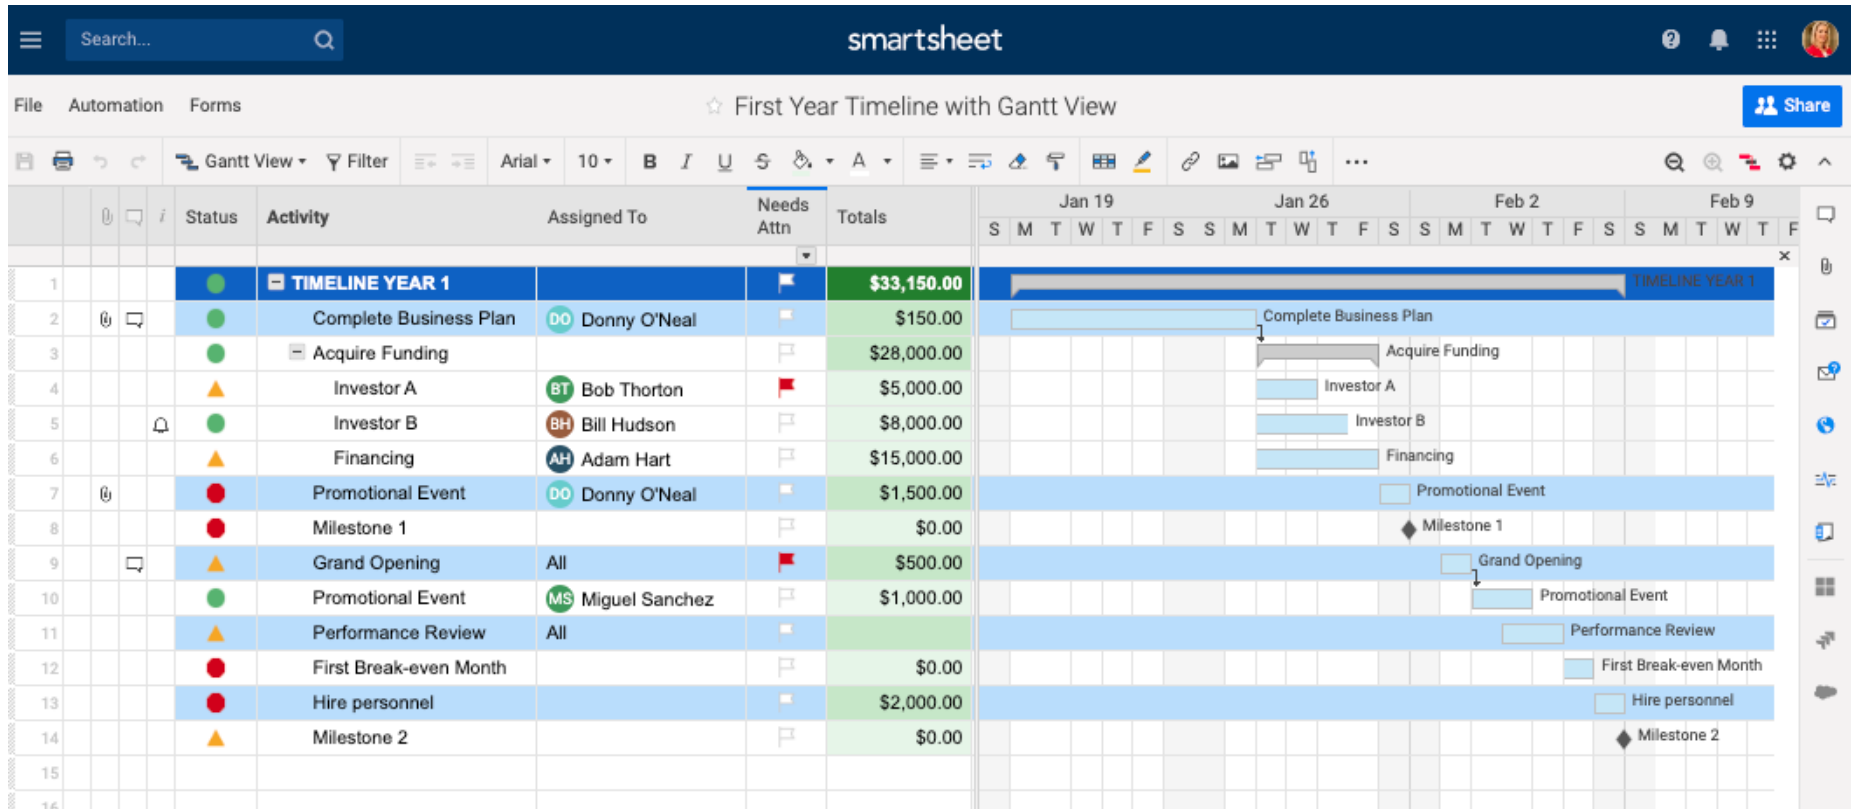 Search...
smartsheet
File Automation Forms
First Year Timeline with Gantt View
Share
Gantt View Filter Arial 10 B I U S A
Status Activity Assigned To Needs Attn Totals
Jan 19 Jan 26 Feb 2 Feb 9
S M T W T F S S M T W T F S S M T W T F S S M T W T F
1 TIMELINE YEAR 1 $33,150.00 TIMELINE YEAR 1
2 Complete Business Plan DO Donny O'Neal $150.00 Complete Business Plan
3 Acquire Funding $28,000.00 Acquire Funding
4 Investor A BT Bob Thorton $5,000.00 Investor A
5 Investor B BH Bill Hudson $8,000.00 Investor B
6 Financing AH Adam Hart $15,000.00 Financing
7 Promotional Event DO Donny O'Neal $1,500.00 Promotional Event
8 Milestone 1 $0.00 Milestone 1
9 Grand Opening All $500.00 Grand Opening
10 Promotional Event MS Miguel Sanchez $1,000.00 Promotional Event
11 Performance Review All Performance Review
12 First Break-even Month $0.00 First Break-even Month
13 Hire personnel $2,000.00 Hire personnel
14 Milestone 2 $0.00 Milestone 2
15
16